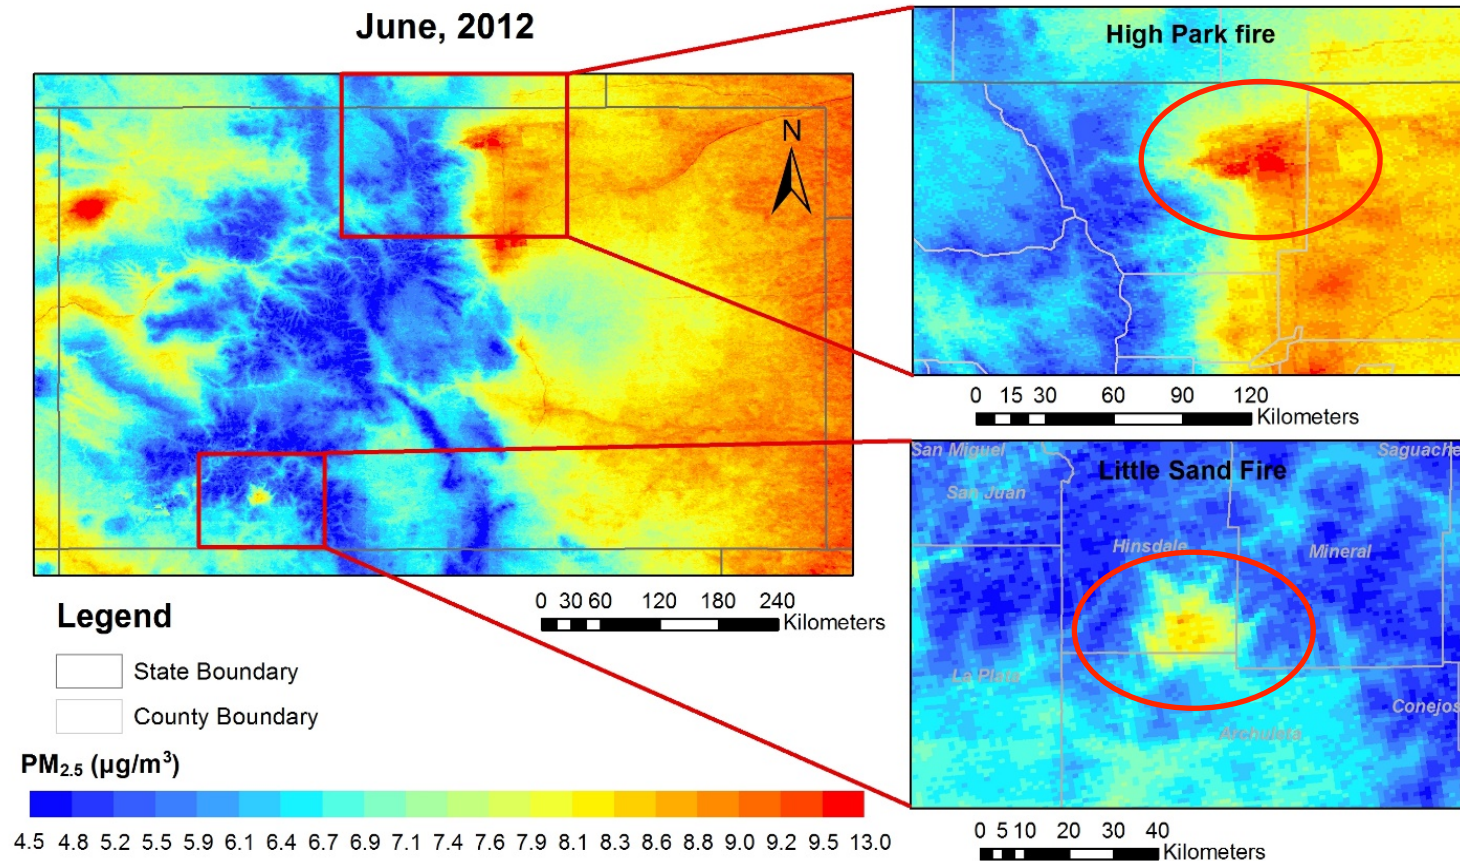 June, 2012
N
High Park fire
0 15 30 60 90 120
Kilometers
San Miguel
Saguache
Little Sand Fire
San Juan
Hinsdale
Mineral
La Plata
Conejos
Archuleta
0 5 10 20 30 40
Kilometers
0 30 60 120 180 240
Kilometers
Legend
State Boundary
County Boundary
PM2.5 (µg/m³)
4.5 4.8 5.2 5.5 5.9 6.1 6.4 6.7 6.9 7.1 7.4 7.6 7.9 8.1 8.3 8.6 8.8 9.0 9.2 9.5 13.0